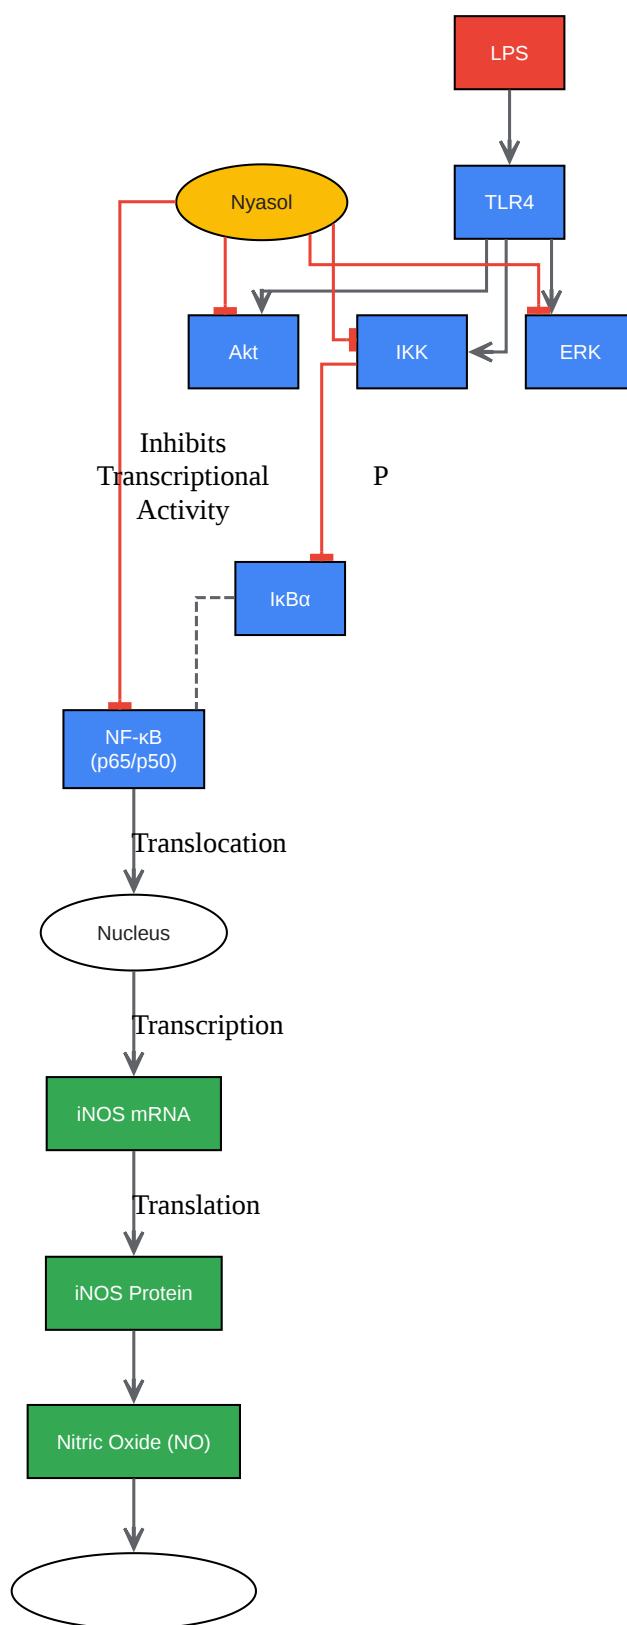 LPS
Nyasol
TLR4
Akt
IKK
ERK
Inhibits
Transcriptional
Activity
P
IκBα
NF-κB
(p65/p50)
Translocation
Nucleus
Transcription
iNOS mRNA
Translation
iNOS Protein
Nitric Oxide (NO)